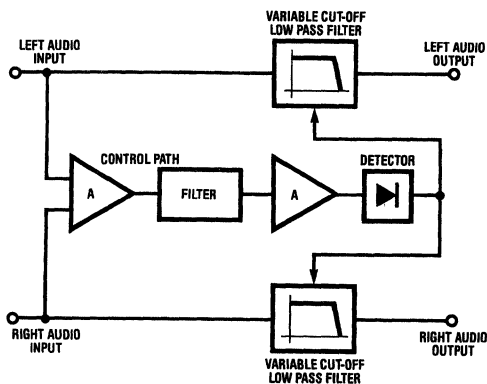 VARIABLE CUT-OFF
LOW PASS FILTER
LEFT AUDIO
INPUT
LEFT AUDIO
OUTPUT
CONTROL PATH
DETECTOR
A
FILTER
A
RIGHT AUDIO
INPUT
RIGHT AUDIO
OUTPUT
VARIABLE CUT-OFF
LOW PASS FILTER